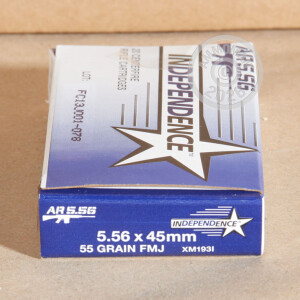 AR 5.56
INDEPENDENCE
20 CENTERFIRE
RIFLE CARTRIDGES
LOT:
FC13J001-078
AR 5.56
INDEPENDENCE
5.56 x 45mm
55 GRAIN FMJ XM193I